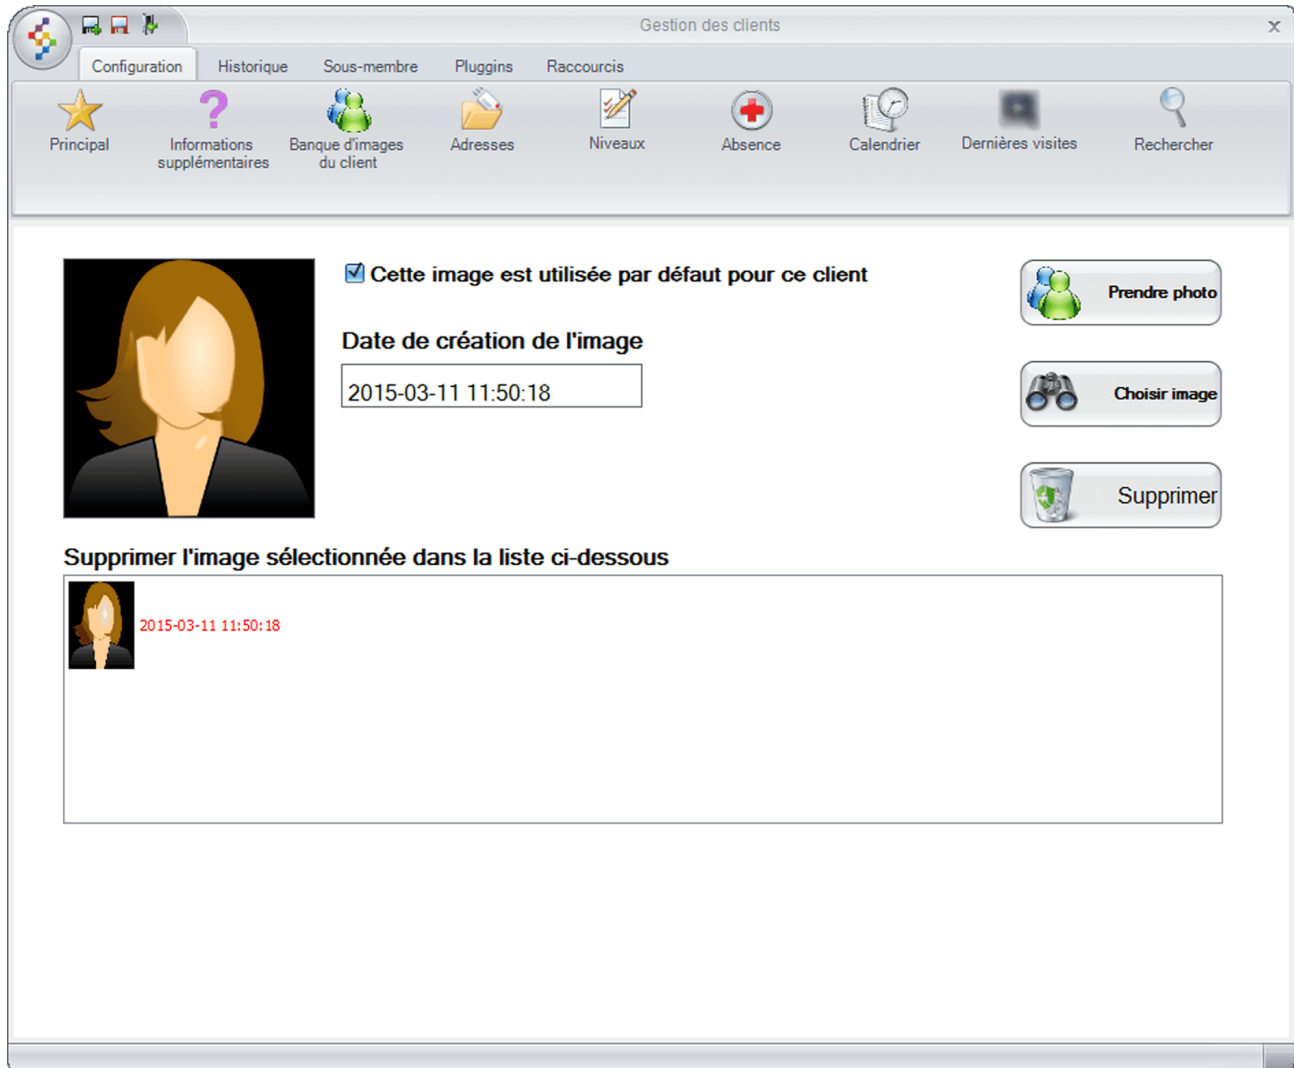 Gestion des clients
x
Configuration
Historique
Sous-membre
Pluggins
Raccourcis
Principal
Informations
supplémentaires
Banque d'images
du client
Adresses
Niveaux
Absence
Calendrier
Dernières visites
Rechercher
Cette image est utilisée par défaut pour ce client
Prendre photo
Date de création de l'image
2015-03-11 11:50:18
Choisir image
Supprimer
Supprimer l'image sélectionnée dans la liste ci-dessous
2015-03-11 11:50:18